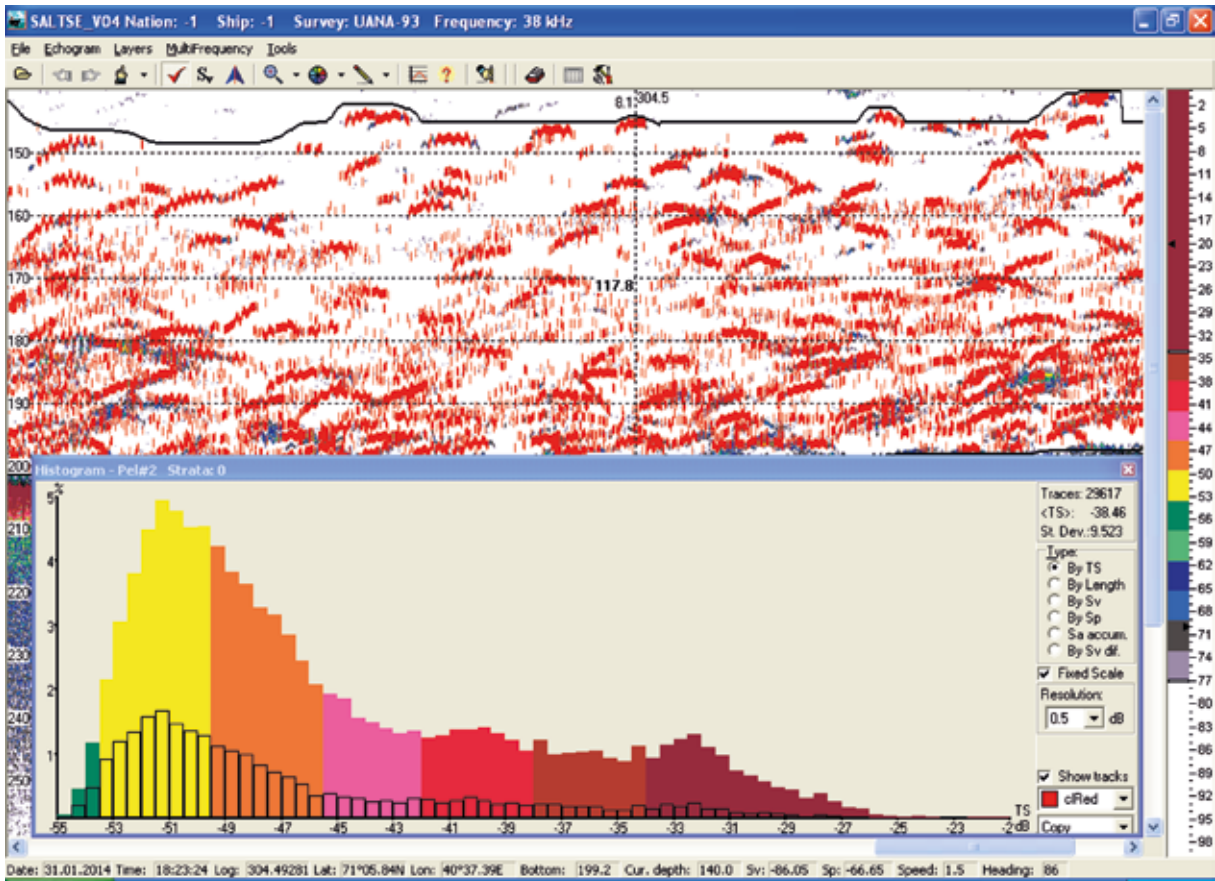 SALTSE_V04 Nation: -1 Ship: -1 Survey: UANA-93 Frequency: 38 kHz
File Echogram Layers MultiFrequency Tools
8.1 304.5
150
160
170
117.8
180
190
200
210
220
230
240
250
2
5
8
11
14
17
20
23
26
29
32
35
38
41
44
47
50
53
56
59
62
65
68
71
74
77
80
83
86
89
92
95
98
Histogram - Pel#2 Strata: 0
%
5
4
3
2
1
-55 -53 -51 -49 -47 -45 -43 -41 -39 -37 -35 -33 -31 -29 -27 -25 -23
TS
dB
Traces: 29617
<TS>: -38.46
St. Dev.:9.523
Type:
By TS
By Length
By Sv
By Sp
Sa accum.
By Sv dif.
Fixed Scale
Resolution:
0.5 dB
Show tracks
clRed
Copy
Date: 31.01.2014 Time: 18:23:24 Log: 304.49281 Lat: 71°05.84N Lon: 40°37.39E Bottom: 199.2 Cur. depth: 140.0 Sv: -86.05 Sp: -66.65 Speed: 1.5 Heading: 86